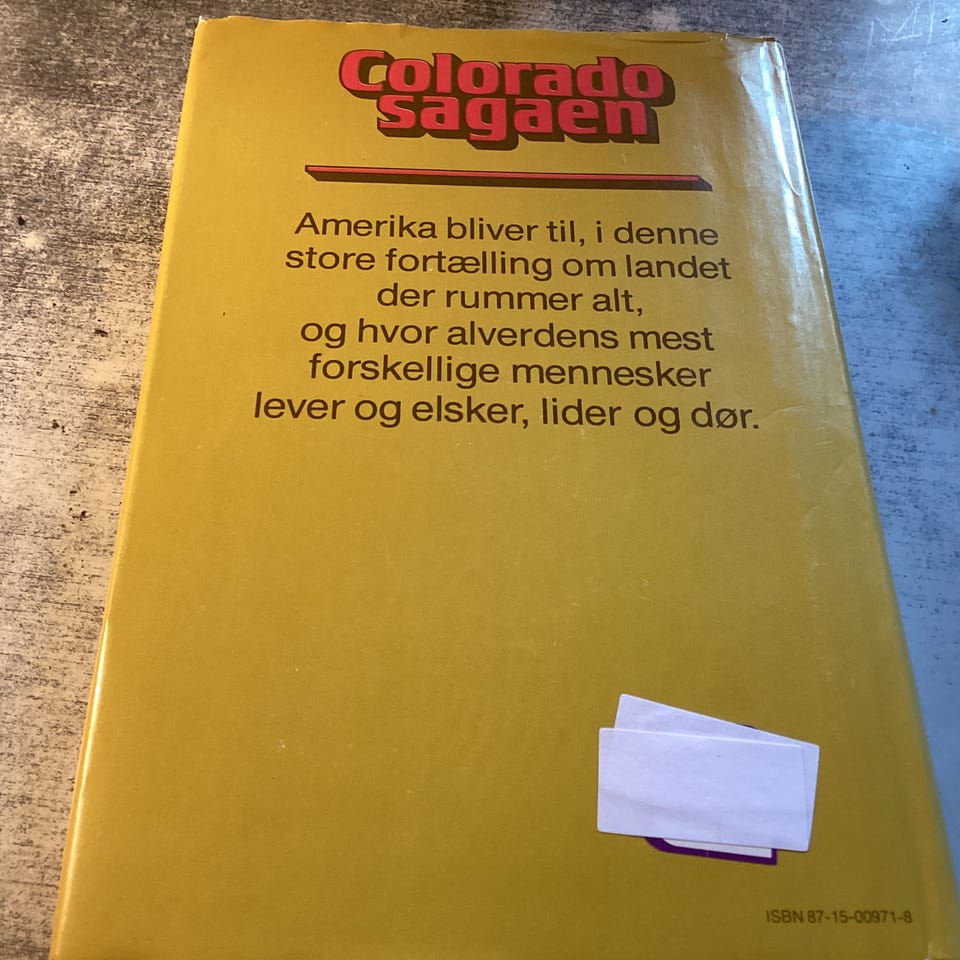 Colorado
sagaen
Amerika bliver til, i denne
store fortælling om landet
der rummer alt,
og hvor alverdens mest
forskellige mennesker
lever og elsker, lider og dør.
ISBN 87-15-00971-8